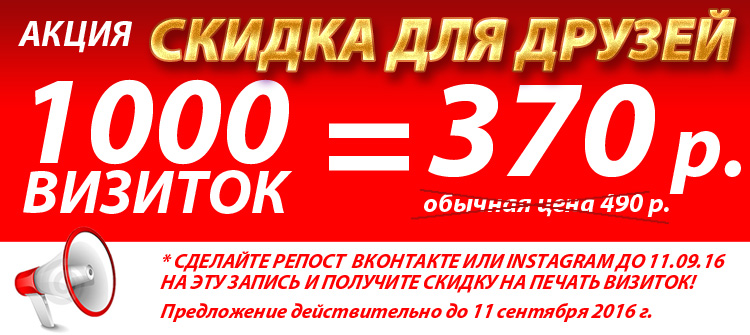 АКЦИЯ СКИДКА ДЛЯ ДРУЗЕЙ
1000 = 370 р.
ВИЗИТОК
обычная цена 490 р.
* СДЕЛАЙТЕ РЕПОСТ ВКОНТАКТЕ ИЛИ INSTAGRAM ДО 11.09.16
НА ЭТУ ЗАПИСЬ И ПОЛУЧИТЕ СКИДКУ НА ПЕЧАТЬ ВИЗИТОК!
Предложение действительно до 11 сентября 2016 г.